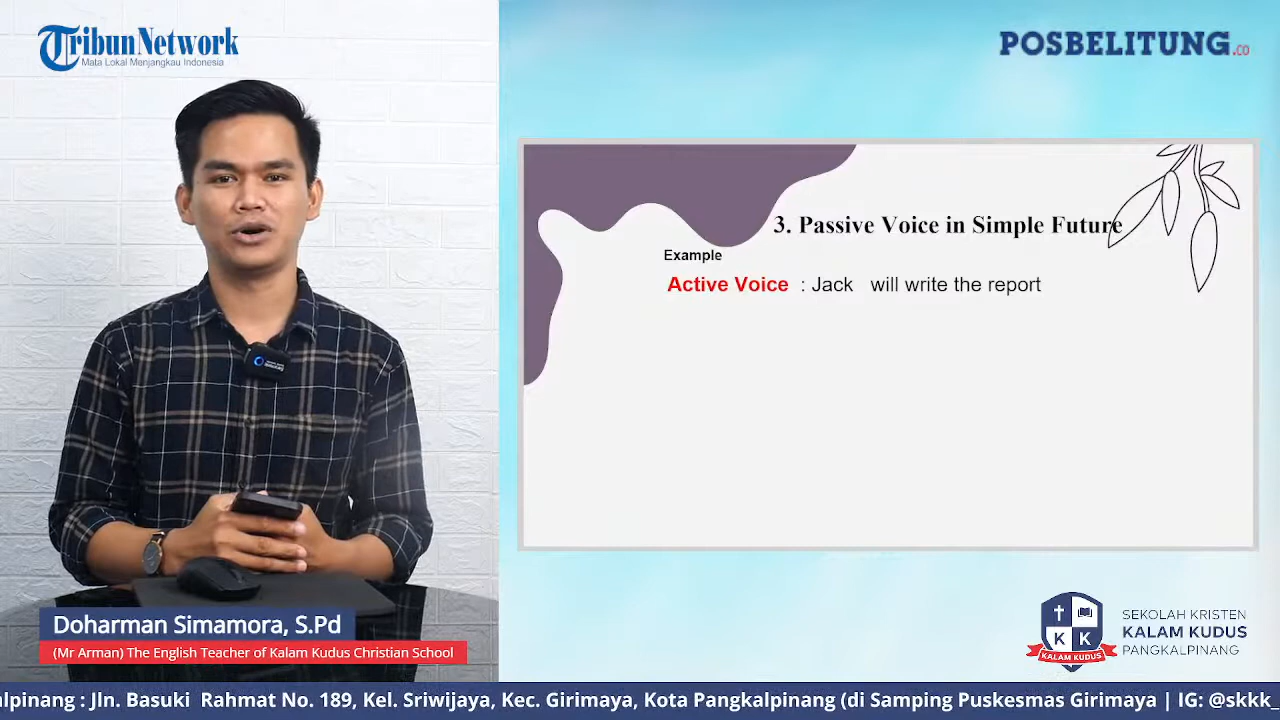 TribunNetwork
Mata Lokal Menjangkau Indonesia
POSBELITUNG.co
3. Passive Voice in Simple Future
Example
Active Voice : Jack will write the report
Doharman Simamora, S.Pd
(Mr Arman) The English Teacher of Kalam Kudus Christian School
K K
KALAM KUDUS
SEKOLAH KRISTEN
KALAM KUDUS
PANGKALPINANG
alpinang : Jln. Basuki Rahmat No. 189, Kel. Sriwijaya, Kec. Girimaya, Kota Pangkalpinang (di Samping Puskesmas Girimaya | IG: @skkk_